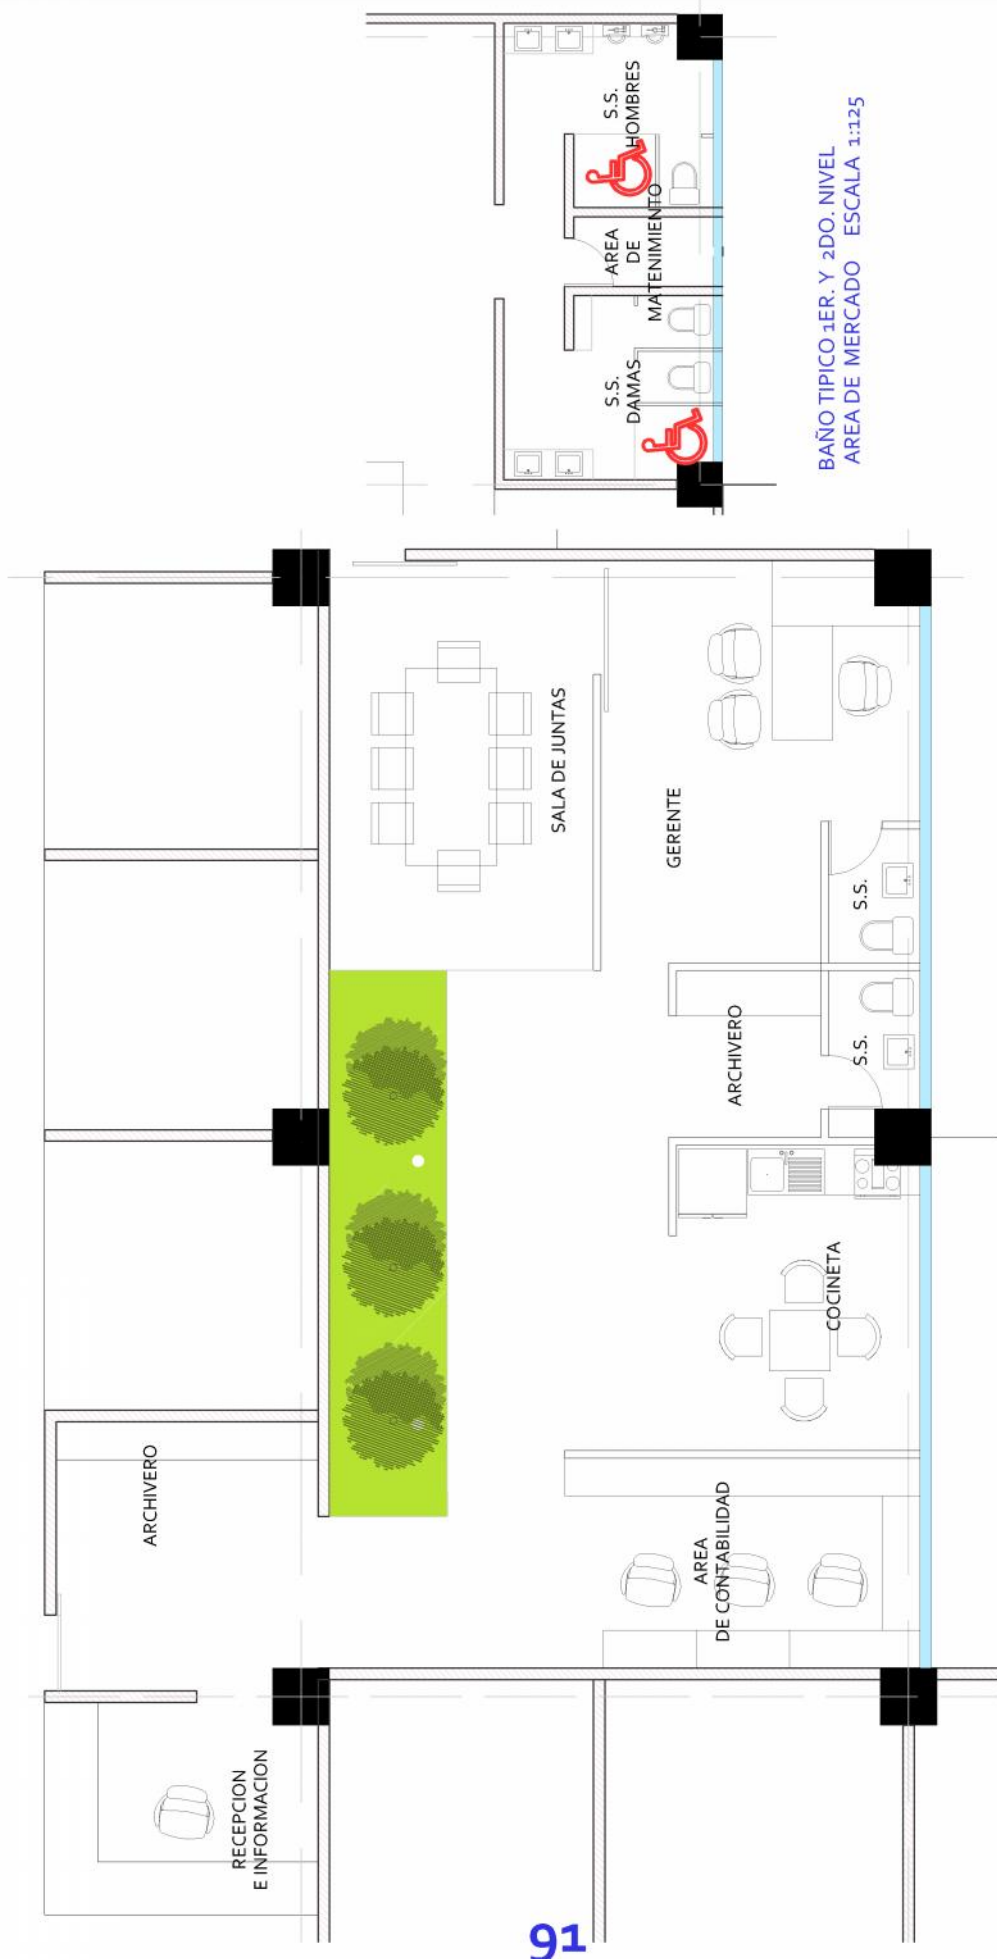 S.S.
HOMBRES
AREA
DE
MATENIMIENTO
S.S.
DAMAS
BAÑO TIPICO 1ER. Y 2DO. NIVEL
AREA DE MERCADO ESCALA 1:125
SALA DE JUNTAS
GERENTE
S.S.
ARCHIVERO
S.S.
COCINETA
ARCHIVERO
AREA
DE CONTABILIDAD
RECEPCION
E INFORMACION
91